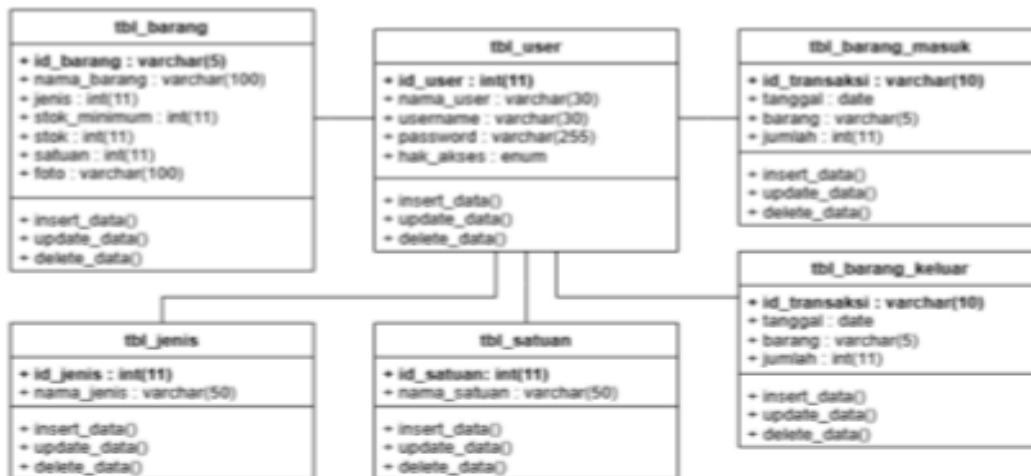 tbl_barang
+ id_barang : varchar(5)
+ nama_barang : varchar(100)
+ jenis : int(11)
+ stok_minimum : int(11)
+ stok : int(11)
+ satuan : int(11)
+ foto : varchar(100)
+ insert_data()
+ update_data()
+ delete_data()
tbl_user
+ id_user : int(11)
+ nama_user : varchar(30)
+ username : varchar(30)
+ password : varchar(255)
+ hak_akses : enum
+ insert_data()
+ update_data()
+ delete_data()
tbl_barang_masuk
+ id_transaksi : varchar(10)
+ tanggal : date
+ barang : varchar(5)
+ jumlah : int(11)
+ insert_data()
+ update_data()
+ delete_data()
tbl_jenis
+ id_jenis : int(11)
+ nama_jenis : varchar(50)
+ insert_data()
+ update_data()
+ delete_data()
tbl_satuan
+ id_satuan: int(11)
+ nama_satuan : varchar(50)
+ insert_data()
+ update_data()
+ delete_data()
tbl_barang_keluar
+ id_transaksi : varchar(10)
+ tanggal : date
+ barang : varchar(5)
+ jumlah : int(11)
+ insert_data()
+ update_data()
+ delete_data()